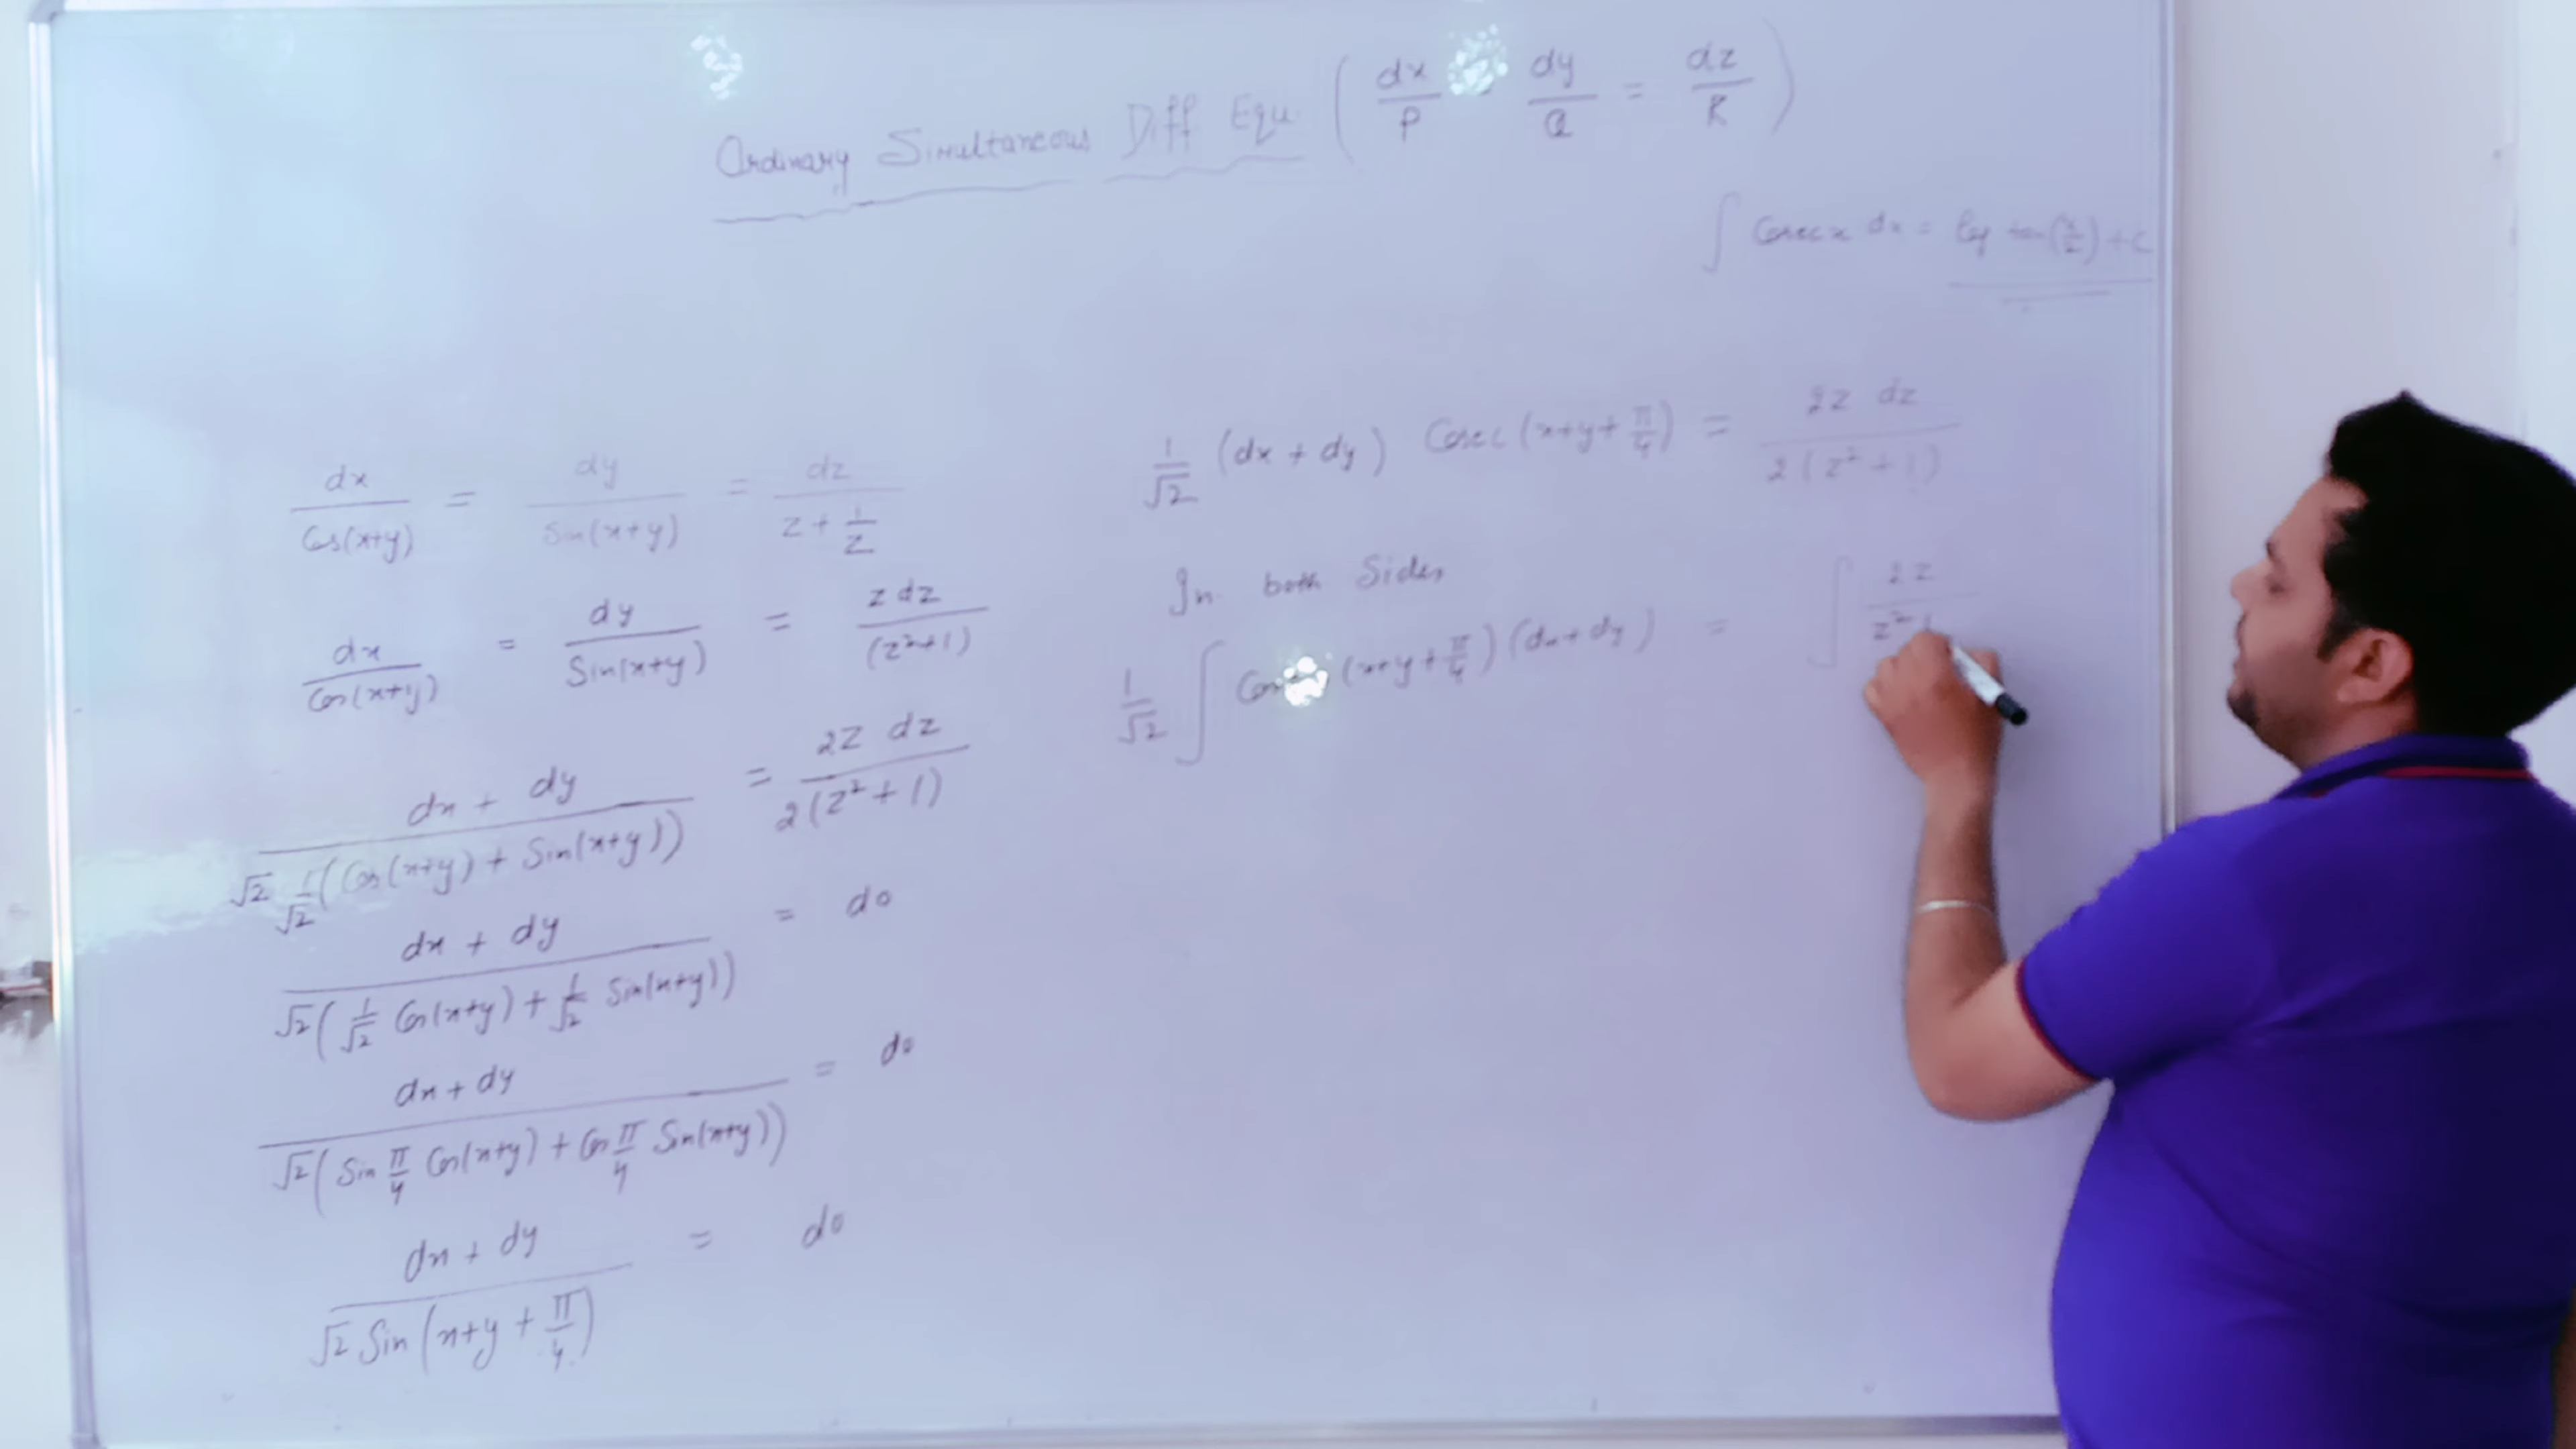 Ordinary Simultaneous Diff Equ. ( dx/P = dy/Q = dz/R )
∫ Cosec x dx = log tan(x/2) + c
dx/Cos(x+y) = dy/Sin(x+y) = dz/(z + 1/z)
dx/Cos(x+y) = dy/Sin(x+y) = z dz/(z²+1)
(dx + dy)/(√2 1/√2 (Cos(x+y) + Sin(x+y))) = 2z dz/(2(z²+1))
(dx + dy)/(√2 (1/√2 Cos(x+y) + 1/√2 Sin(x+y))) = do
(dx + dy)/(√2 (Sin π/4 Cos(x+y) + Cos π/4 Sin(x+y))) = do
(dx + dy)/(√2 Sin(x+y + π/4)) = do
1/√2 (dx + dy) Cosec(x+y+ π/4) = 2z dz/(2(z²+1))
In. both Sides
1/√2 ∫ (x+y+ π/4) (dx+dy) = ∫ 2z/z²